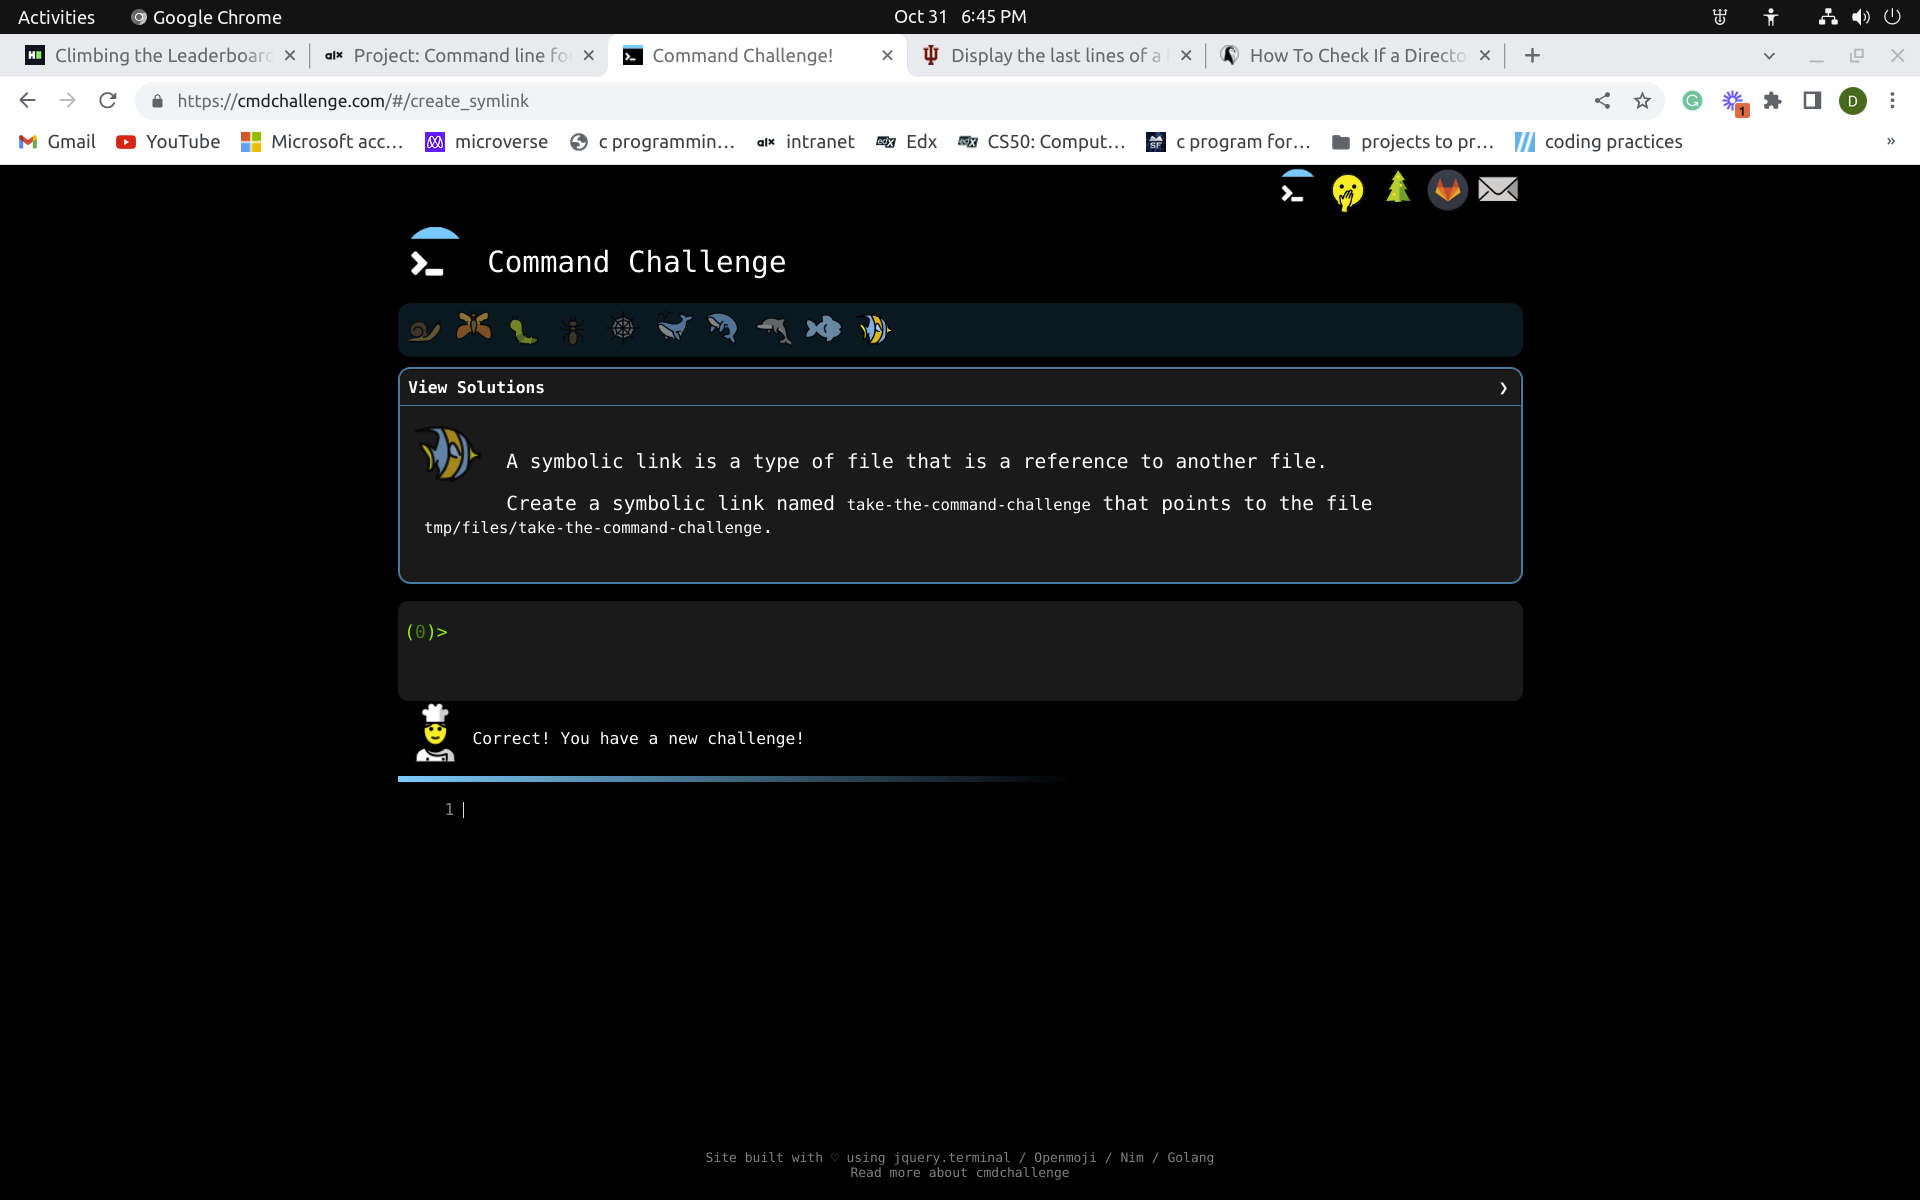 Activities Google Chrome Oct 31 6:45 PM
Climbing the Leaderboard Project: Command line fo Command Challenge! Display the last lines of a How To Check If a Directo
https://cmdchallenge.com/#/create_symlink D 1
Gmail YouTube Microsoft acc... microverse c programmin... alx intranet edX Edx edX CS50: Comput... SF c program for... projects to pr... coding practices »
Command Challenge
View Solutions ❯
A symbolic link is a type of file that is a reference to another file.
Create a symbolic link named take-the-command-challenge that points to the file
tmp/files/take-the-command-challenge.
(0)>
Correct! You have a new challenge!
1
Site built with ♡ using jquery.terminal / Openmoji / Nim / Golang
Read more about cmdchallenge